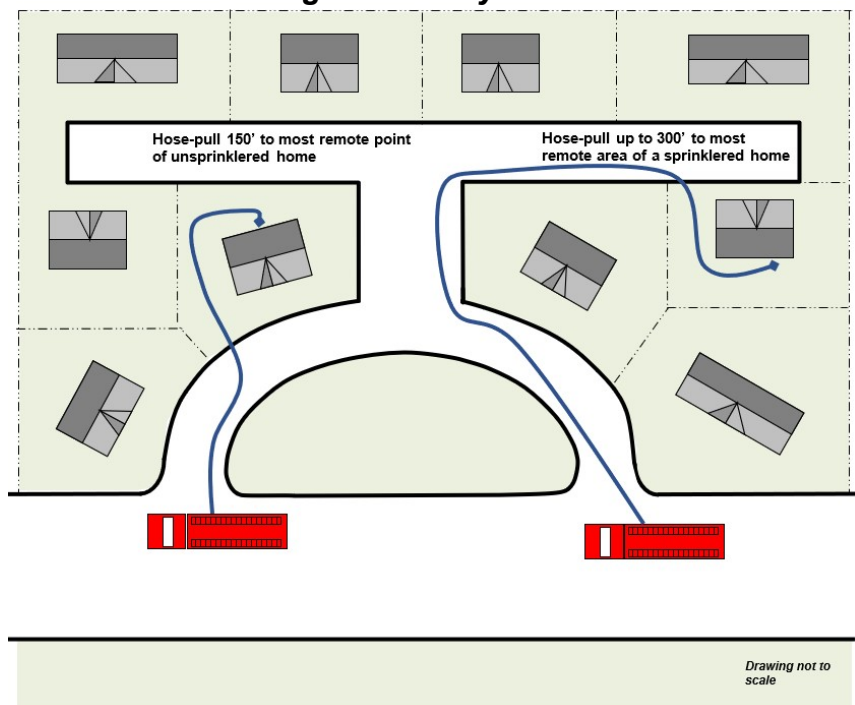 Hose-pull 150' to most remote point
of unsprinklered home
Hose-pull up to 300' to most
remote area of a sprinklered home
Drawing not to
scale